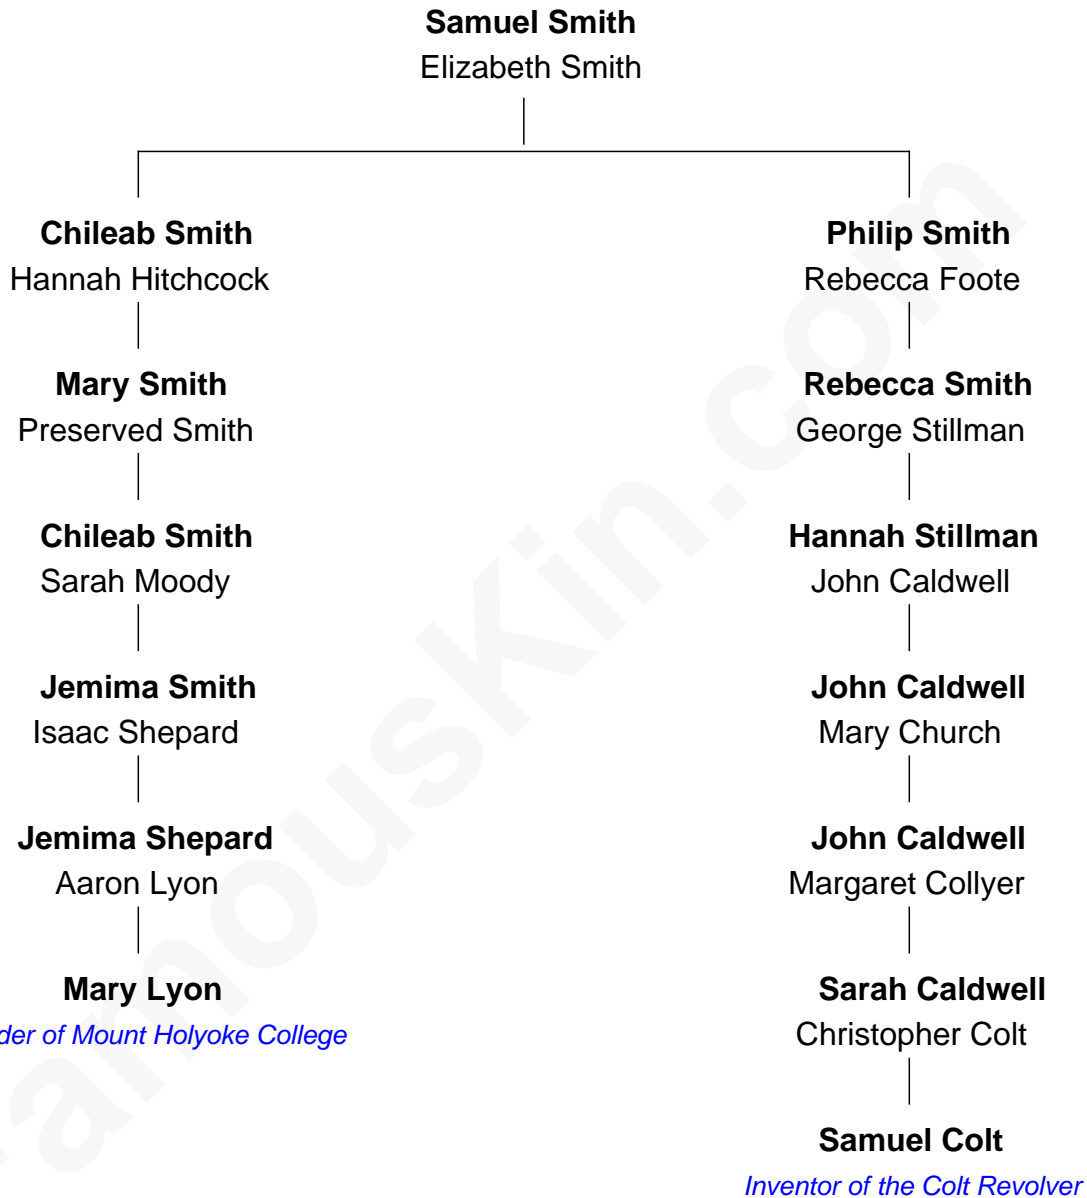 Samuel Smith
Elizabeth Smith
Chileab Smith
Hannah Hitchcock
Philip Smith
Rebecca Foote
Mary Smith
Preserved Smith
Rebecca Smith
George Stillman
Chileab Smith
Sarah Moody
Hannah Stillman
John Caldwell
Jemima Smith
Isaac Shepard
John Caldwell
Mary Church
Jemima Shepard
Aaron Lyon
John Caldwell
Margaret Collyer
Mary Lyon
der of Mount Holyoke College
Sarah Caldwell
Christopher Colt
Samuel Colt
Inventor of the Colt Revolver
amouskin.com